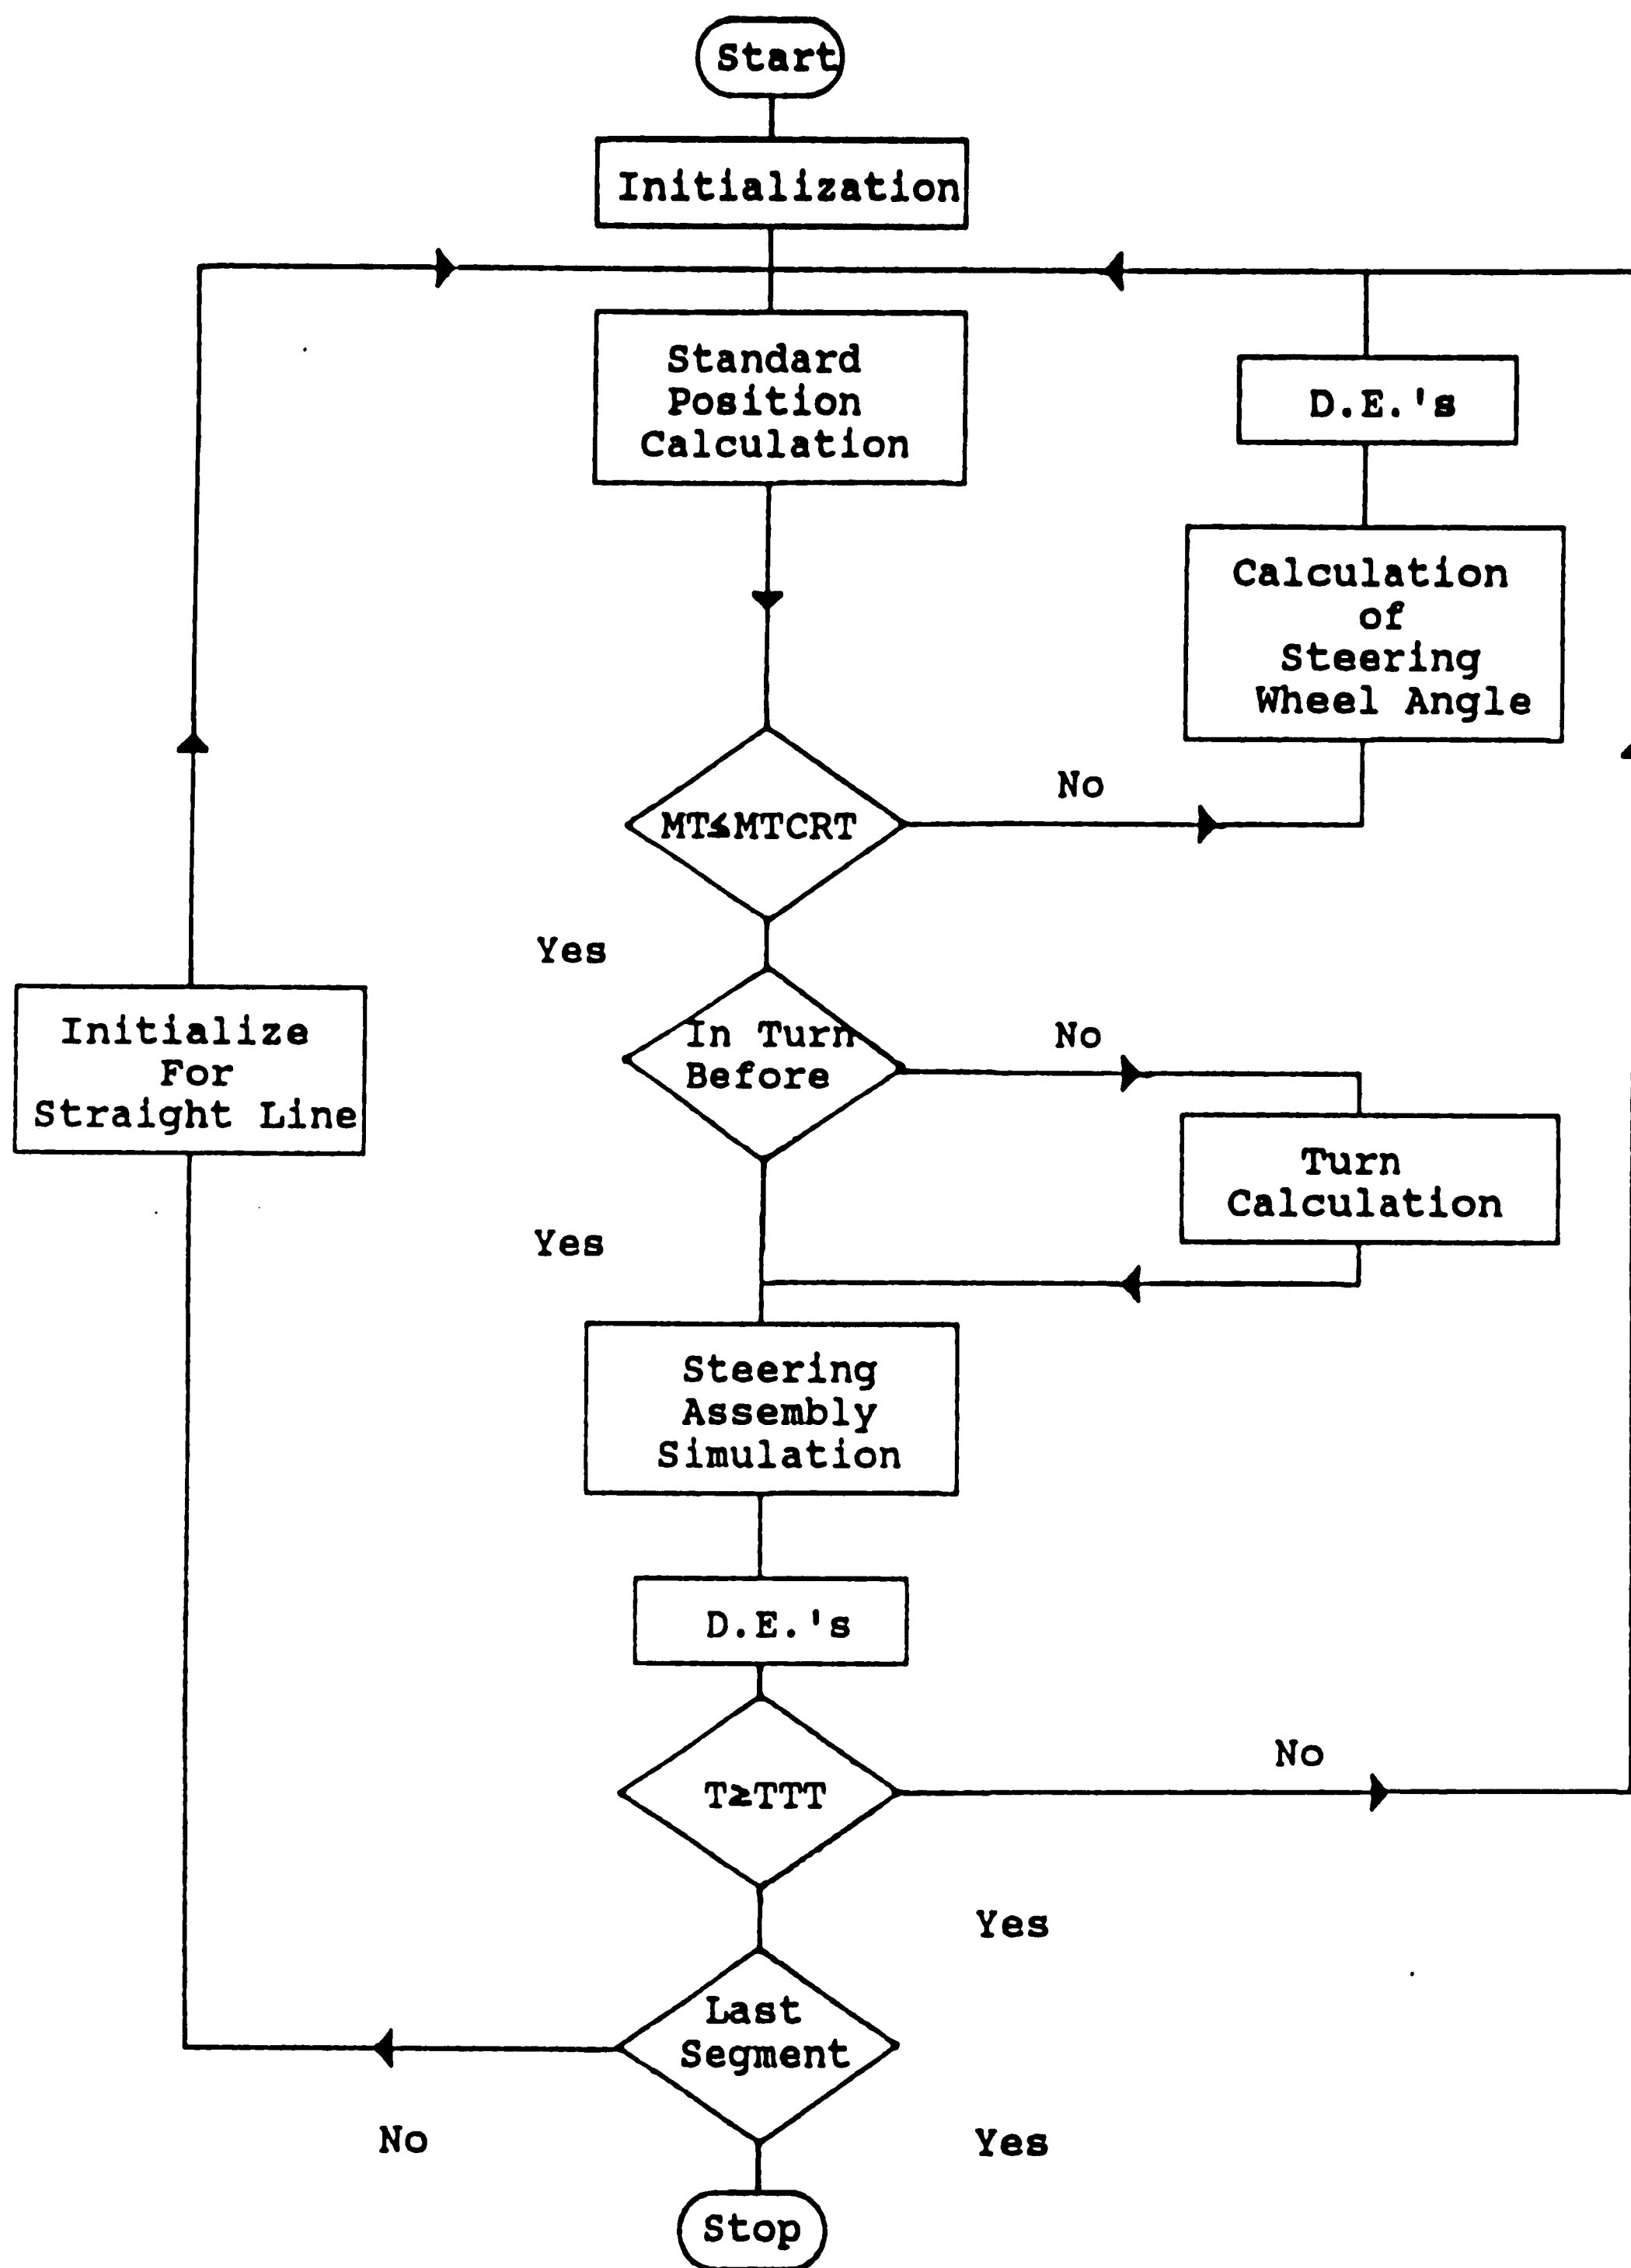 Start
Initialization
Standard
Position
Calculation
D.E.'s
Calculation
of
Steering
Wheel Angle
MT≤MTCRT
No
Yes
Initialize
For
Straight Line
In Turn
Before
No
Turn
Calculation
Yes
Steering
Assembly
Simulation
D.E.'s
T≥TTT
No
Yes
Last
Segment
No
Yes
Stop